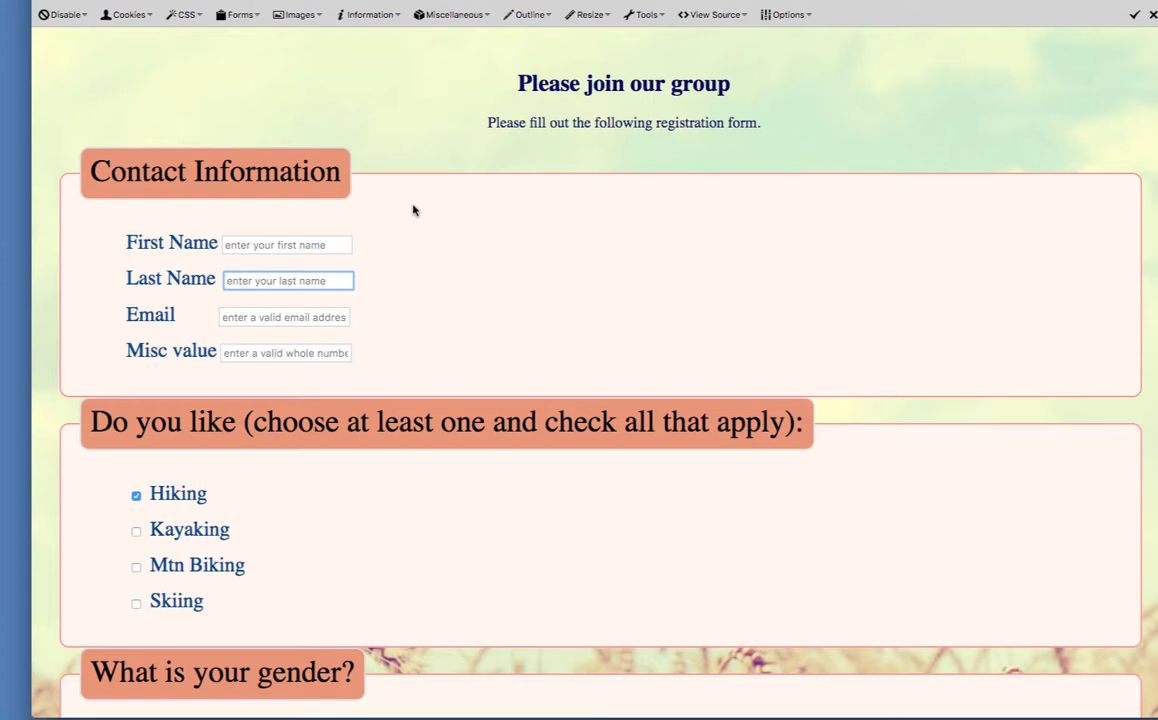 Disable Cookies CSS Forms Images Information Miscellaneous Outline Resize Tools View Source Options
Please join our group
Please fill out the following registration form.
Contact Information
First Name enter your first name
Last Name enter your last name
Email enter a valid email addres
Misc value enter a valid whole numbe
Do you like (choose at least one and check all that apply):
Hiking
Kayaking
Mtn Biking
Skiing
What is your gender?